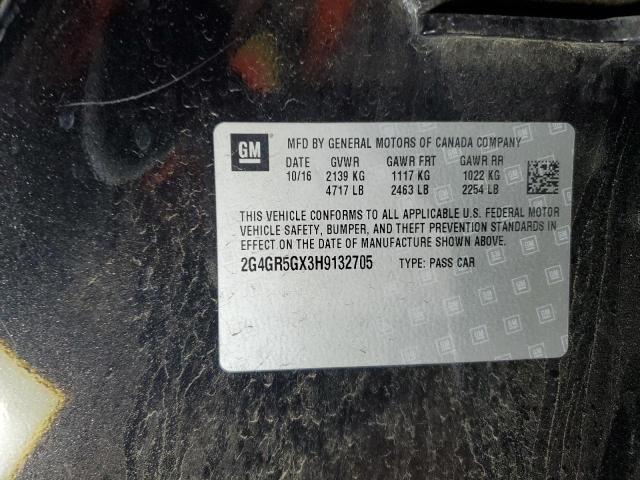 GM
MFD BY GENERAL MOTORS OF CANADA COMPANY
DATE GVWR GAWR FRT GAWR RR
10/16 2139 KG 1117 KG 1022 KG
4717 LB 2463 LB 2254 LB
THIS VEHICLE CONFORMS TO ALL APPLICABLE U.S. FEDERAL MOTOR
VEHICLE SAFETY, BUMPER, AND THEFT PREVENTION STANDARDS IN
EFFECT ON THE DATE OF MANUFACTURE SHOWN ABOVE.
2G4GR5GX3H9132705 TYPE: PASS CAR